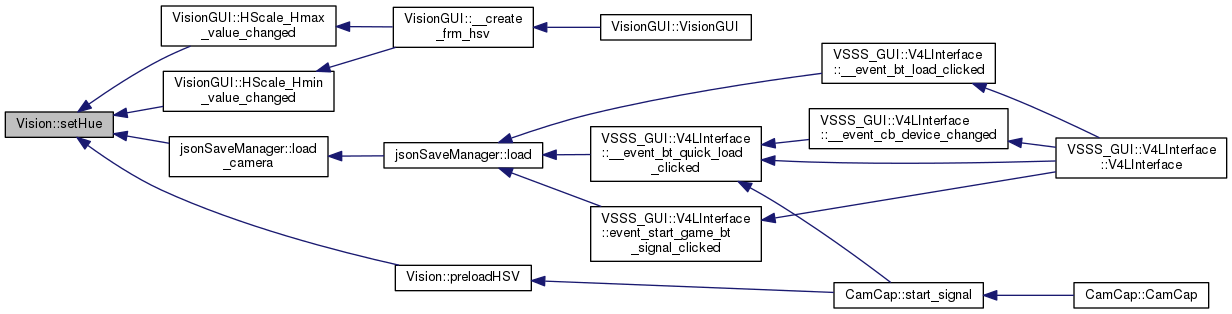 Vision::setHue
VisionGUI::HScale_Hmax
_value_changed
VisionGUI::HScale_Hmin
_value_changed
jsonSaveManager::load
_camera
Vision::preloadHSV
VisionGUI::__create
_frm_hsv
jsonSaveManager::load
VisionGUI::VisionGUI
VSSS_GUI::V4LInterface
::__event_bt_quick_load
_clicked
VSSS_GUI::V4LInterface
::event_start_game_bt
_signal_clicked
VSSS_GUI::V4LInterface
::__event_bt_load_clicked
VSSS_GUI::V4LInterface
::__event_cb_device_changed
CamCap::start_signal
VSSS_GUI::V4LInterface
::V4LInterface
CamCap::CamCap